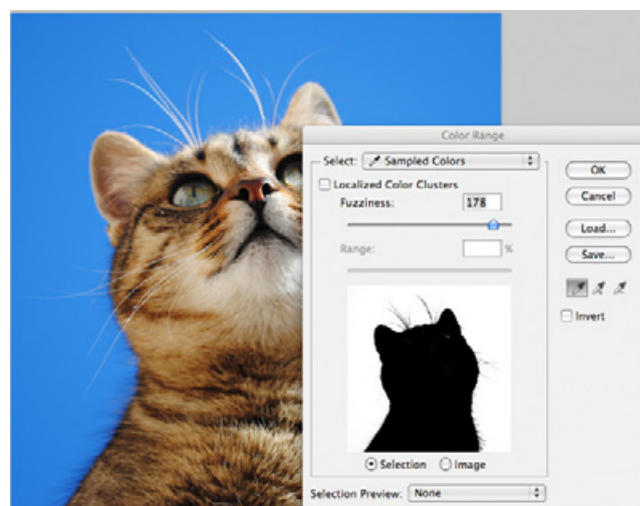 Color Range
Select: Sampled Colors
OK
Localized Color Clusters
Fuzziness: 178
Cancel
Load...
Range: %
Save...
Invert
Selection Image
Selection Preview: None